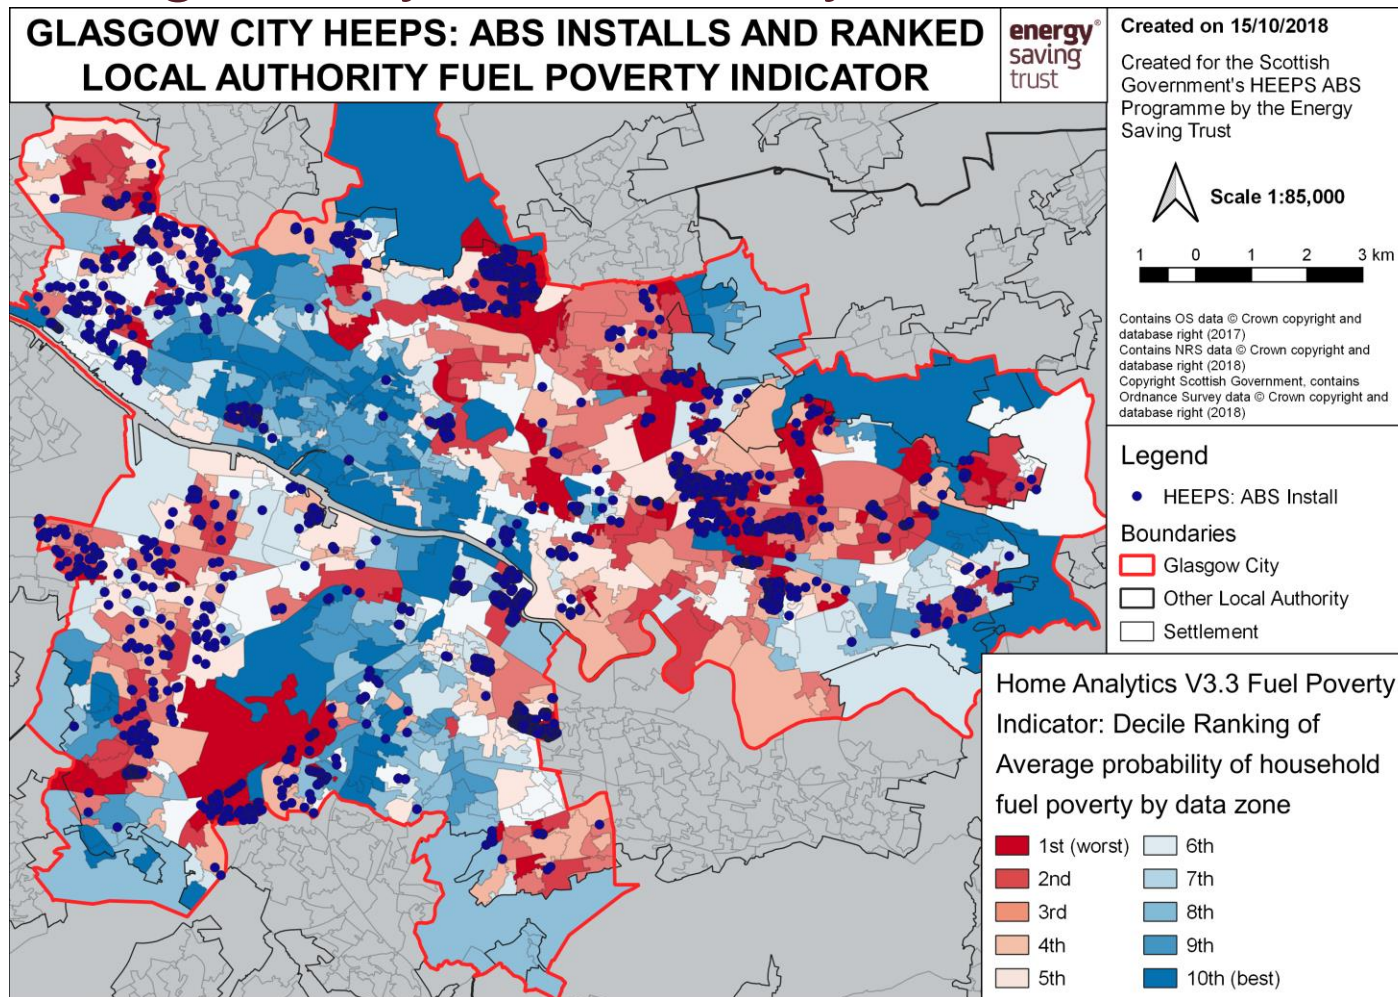 GLASGOW CITY HEEPS: ABS INSTALLS AND RANKED
LOCAL AUTHORITY FUEL POVERTY INDICATOR
energy®
saving
trust
Created on 15/10/2018
Created for the Scottish
Government's HEEPS ABS
Programme by the Energy
Saving Trust
Scale 1:85,000
1 0 1 2 3 km
Contains OS data © Crown copyright and
database right (2017)
Contains NRS data © Crown copyright and
database right (2018)
Copyright Scottish Government, contains
Ordnance Survey data © Crown copyright and
database right (2018)
Legend
HEEPS: ABS Install
Boundaries
Glasgow City
Other Local Authority
Settlement
Home Analytics V3.3 Fuel Poverty
Indicator: Decile Ranking of
Average probability of household
fuel poverty by data zone
1st (worst) 6th
2nd 7th
3rd 8th
4th 9th
5th 10th (best)